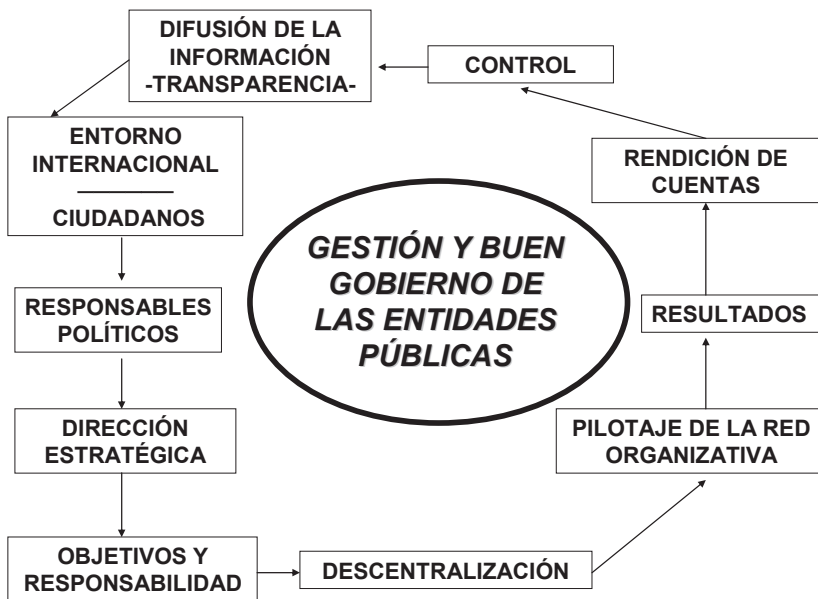 DIFUSIÓN DE LA
INFORMACIÓN
-TRANSPARENCIA-
CONTROL
ENTORNO
INTERNACIONAL
CIUDADANOS
RENDICIÓN DE
CUENTAS
GESTIÓN Y BUEN
GOBIERNO DE
LAS ENTIDADES
PÚBLICAS
RESPONSABLES
POLÍTICOS
RESULTADOS
DIRECCIÓN
ESTRATÉGICA
PILOTAJE DE LA RED
ORGANIZATIVA
OBJETIVOS Y
RESPONSABILIDAD
DESCENTRALIZACIÓN